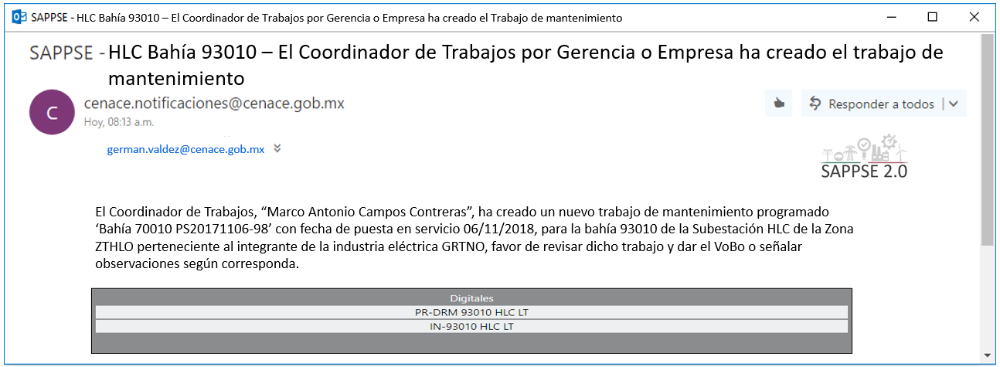 SAPPSE - HLC Bahía 93010 – El Coordinador de Trabajos por Gerencia o Empresa ha creado el Trabajo de mantenimiento
SAPPSE - HLC Bahía 93010 – El Coordinador de Trabajos por Gerencia o Empresa ha creado el trabajo de
mantenimiento
C
cenace.notificaciones@cenace.gob.mx
Hoy, 08:13 a.m.
Responder a todos
german.valdez@cenace.gob.mx
SAPPSE 2.0
El Coordinador de Trabajos, “Marco Antonio Campos Contreras”, ha creado un nuevo trabajo de mantenimiento programado
‘Bahía 70010 PS20171106-98’ con fecha de puesta en servicio 06/11/2018, para la bahía 93010 de la Subestación HLC de la Zona
ZTHLO perteneciente al integrante de la industria eléctrica GRTNO, favor de revisar dicho trabajo y dar el VoBo o señalar
observaciones según corresponda.
Digitales
PR-DRM 93010 HLC LT
IN-93010 HLC LT